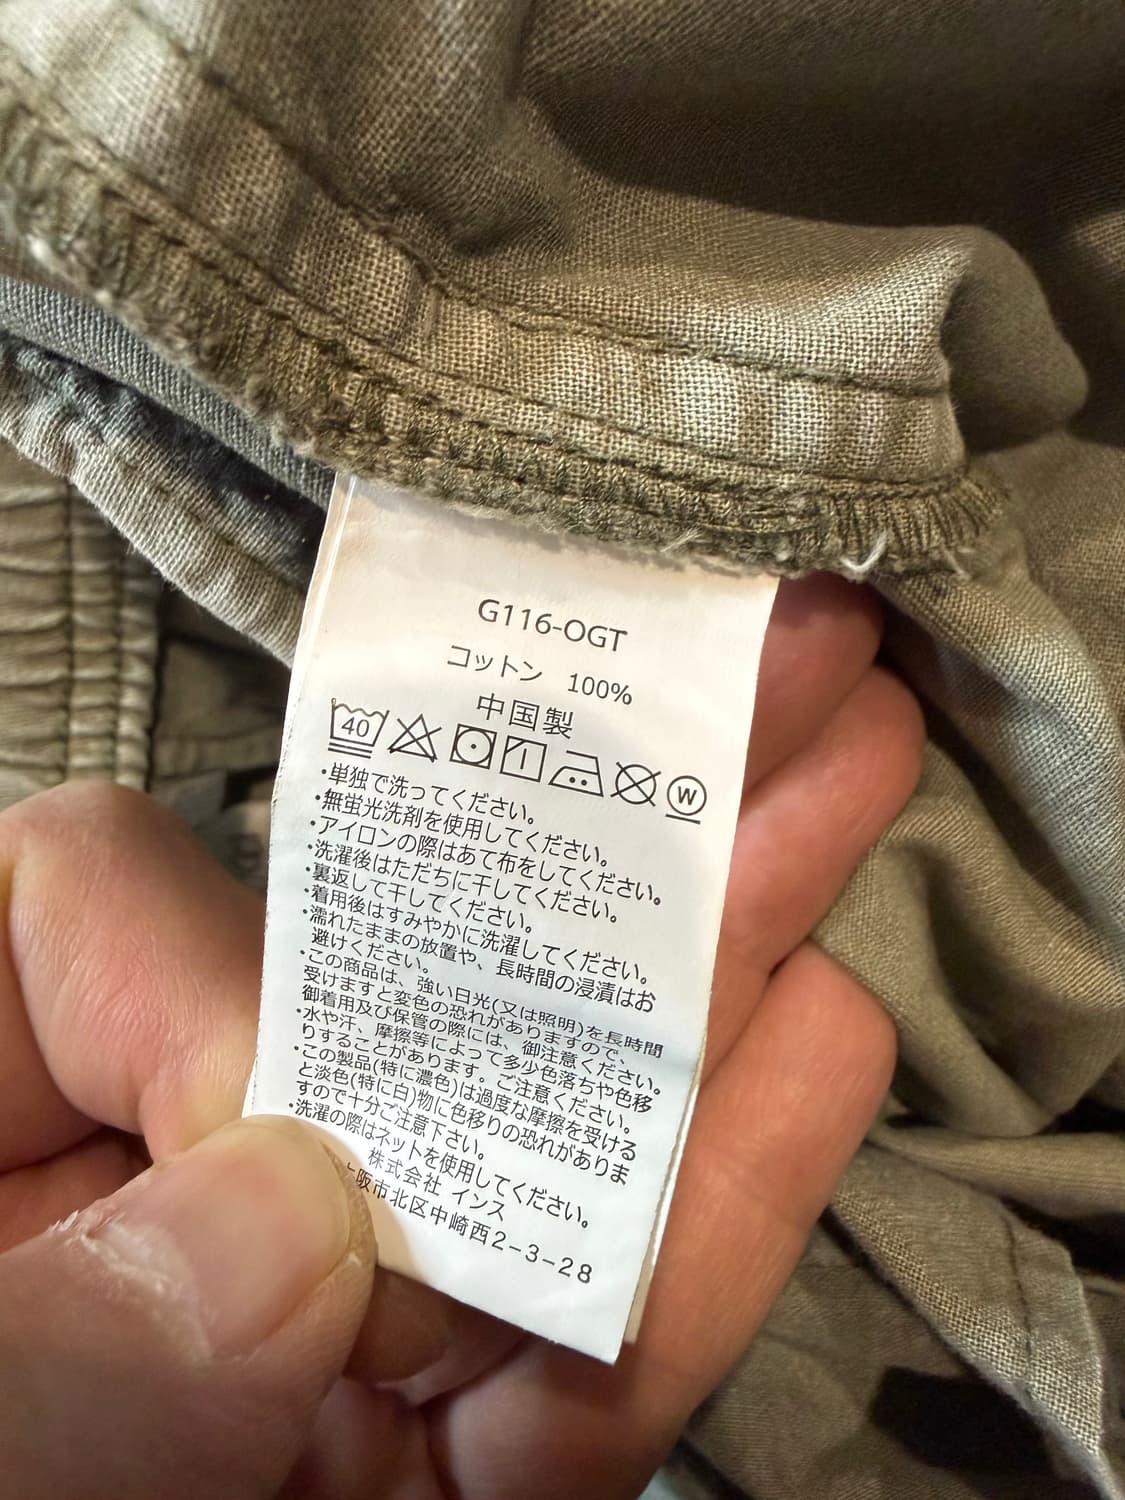 G116-OGT
コットン 100%
中国製
40
W
・単独で洗ってください。
・無蛍光洗剤を使用してください。
・アイロンの際はあて布をしてください。
・洗濯後はただちに干してください。
・裏返して干してください。
・着用後はすみやかに洗濯してください。
・濡れたままの放置や、長時間の浸漬はお
避けください。
・この商品は、強い日光(又は照明)を長時間
受けますと変色の恐れがありますので、
御着用及び保管の際には、御注意ください。
・水や汗、摩擦等によって多少色落ちや色移
りすることがあります。ご注意ください。
・この製品(特に濃色)は過度な摩擦を受ける
と淡色(特に白)物に色移りの恐れがありま
すので十分ご注意下さい。
・洗濯の際はネットを使用してください。
株式会社 インス
阪市北区中崎西2-3-28